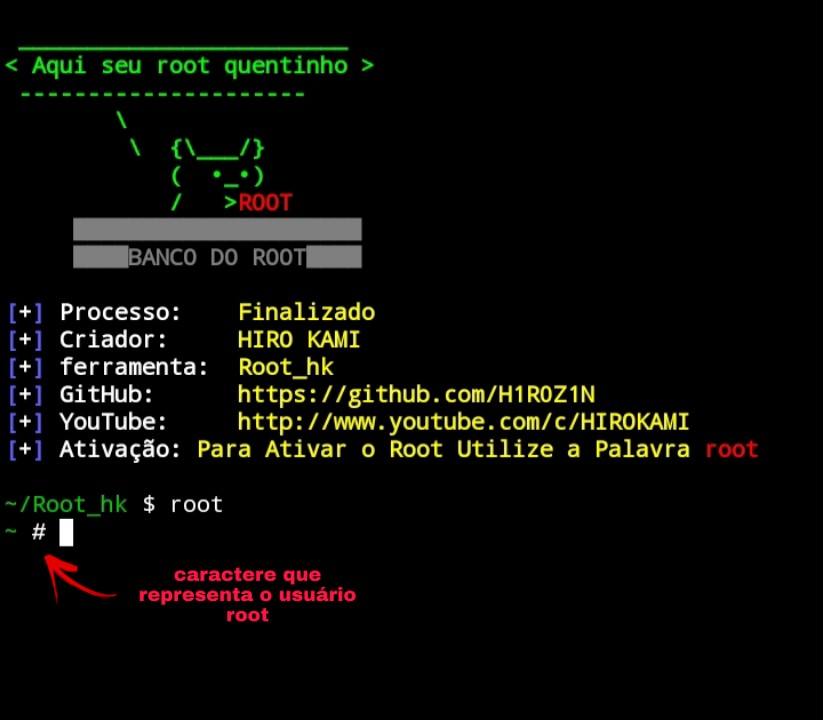 < Aqui seu root quentinho >
---------------------
\
\ {\___/}
( •_•)
/ >ROOT
BANCO DO ROOT
[+] Processo: Finalizado
[+] Criador: HIRO KAMI
[+] ferramenta: Root_hk
[+] GitHub: https://github.com/H1R0Z1N
[+] YouTube: http://www.youtube.com/c/HIROKAMI
[+] Ativação: Para Ativar o Root Utilize a Palavra root
~/Root_hk $ root
~ #
caractere que
representa o usuário
root